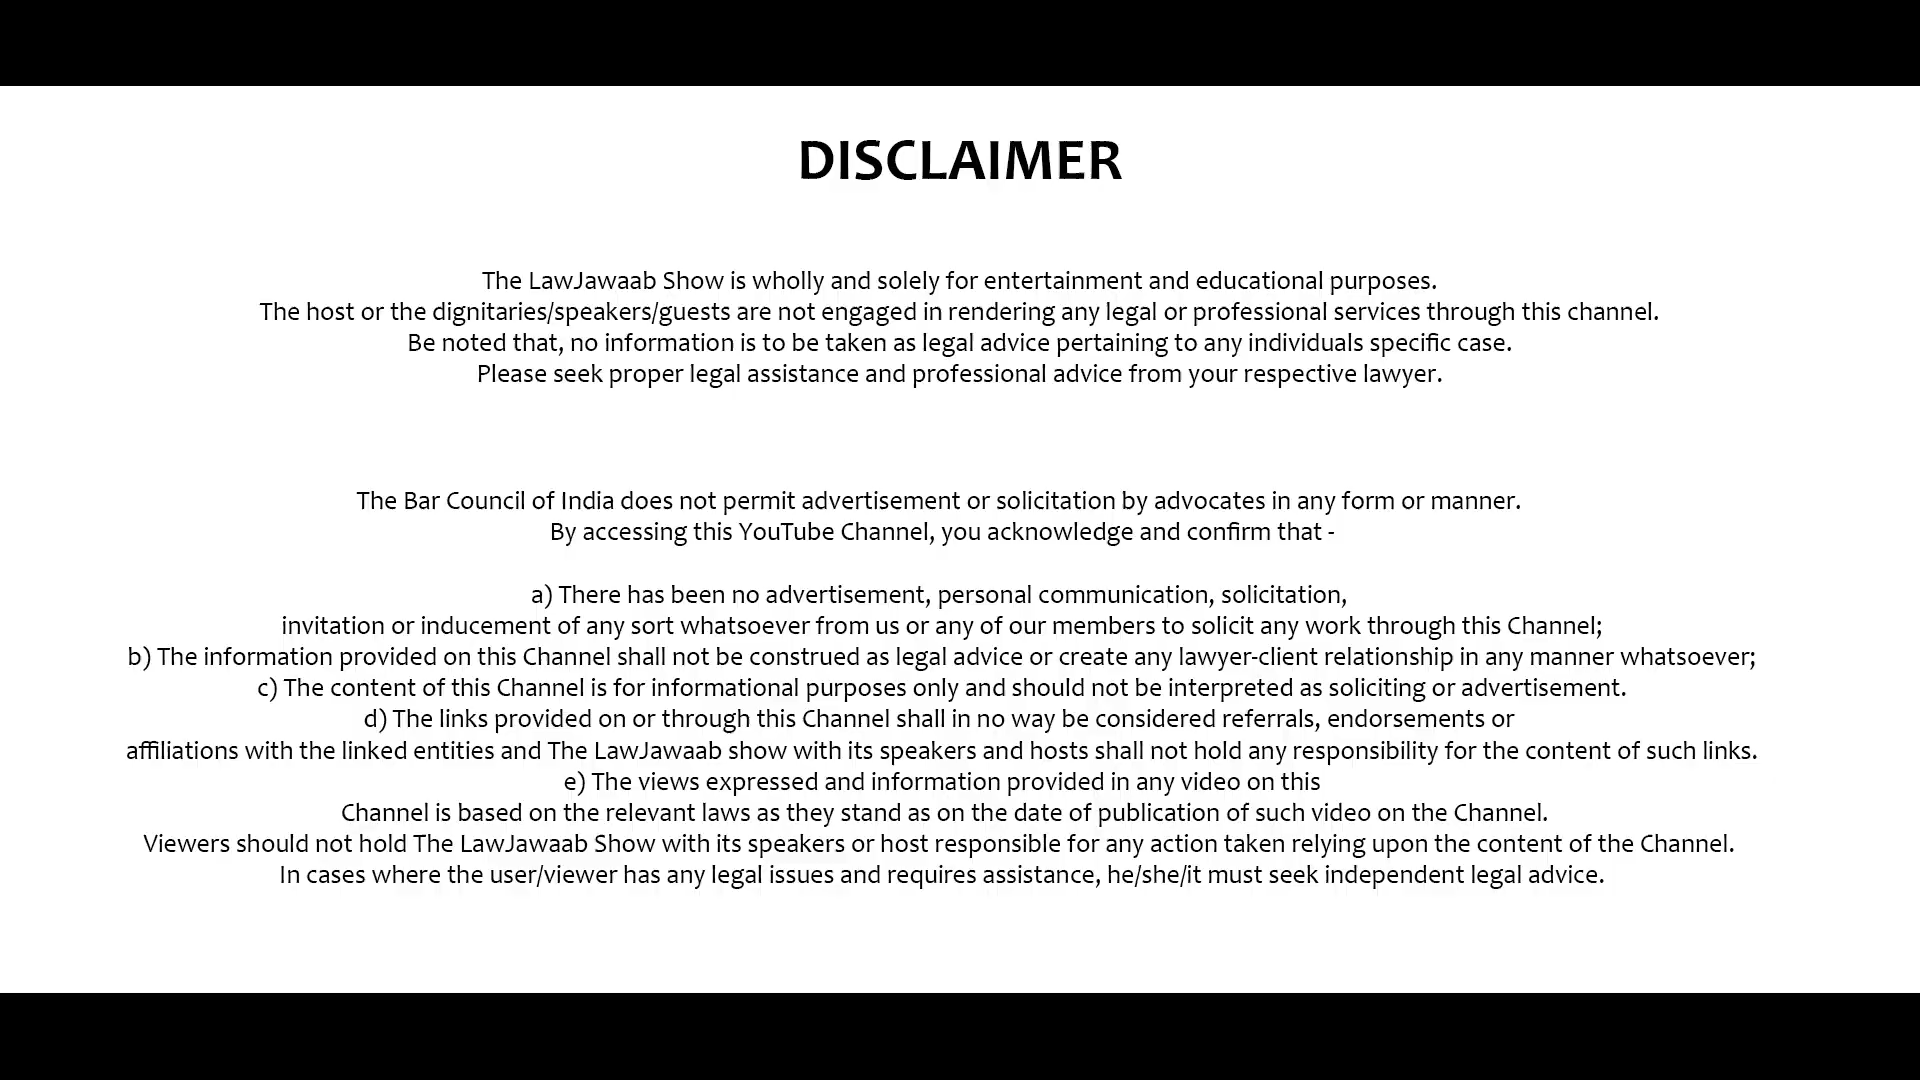 DISCLAIMER
The LawJawaab Show is wholly and solely for entertainment and educational purposes.
The host or the dignitaries/speakers/guests are not engaged in rendering any legal or professional services through this channel.
Be noted that, no information is to be taken as legal advice pertaining to any individuals specific case.
Please seek proper legal assistance and professional advice from your respective lawyer.
The Bar Council of India does not permit advertisement or solicitation by advocates in any form or manner.
By accessing this YouTube Channel, you acknowledge and confirm that -
a) There has been no advertisement, personal communication, solicitation,
invitation or inducement of any sort whatsoever from us or any of our members to solicit any work through this Channel;
b) The information provided on this Channel shall not be construed as legal advice or create any lawyer-client relationship in any manner whatsoever;
c) The content of this Channel is for informational purposes only and should not be interpreted as soliciting or advertisement.
d) The links provided on or through this Channel shall in no way be considered referrals, endorsements or
affiliations with the linked entities and The LawJawaab show with its speakers and hosts shall not hold any responsibility for the content of such links.
e) The views expressed and information provided in any video on this
Channel is based on the relevant laws as they stand as on the date of publication of such video on the Channel.
Viewers should not hold The LawJawaab Show with its speakers or host responsible for any action taken relying upon the content of the Channel.
In cases where the user/viewer has any legal issues and requires assistance, he/she/it must seek independent legal advice.